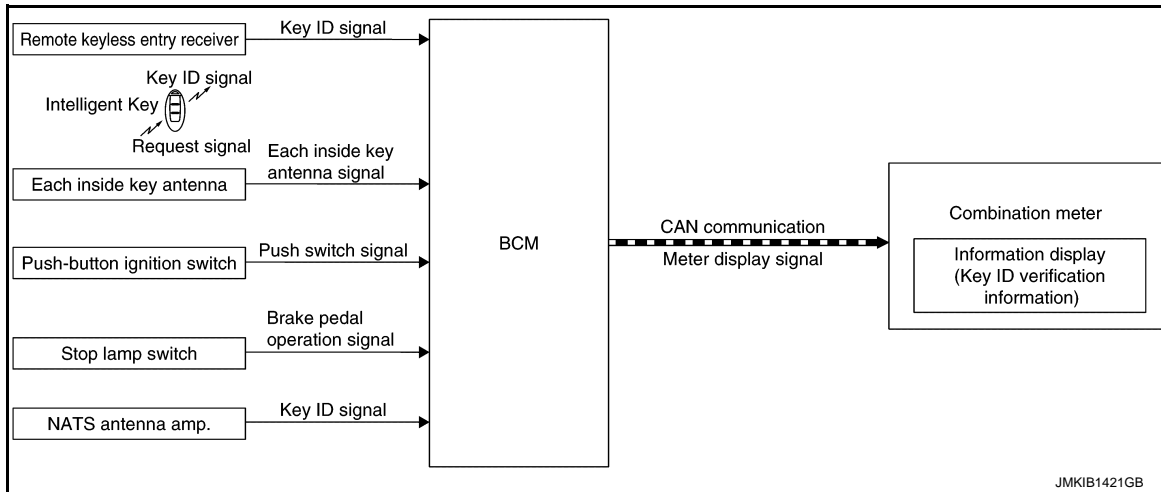 Remote keyless entry receiver
Key ID signal
Key ID signal
Intelligent Key
Request signal
Each inside key
antenna signal
Each inside key antenna
Push switch signal
Push-button ignition switch
Brake pedal
operation signal
Stop lamp switch
Key ID signal
NATS antenna amp.
BCM
CAN communication
Meter display signal
Combination meter
Information display
(Key ID verification
information)
JMKIB1421GB